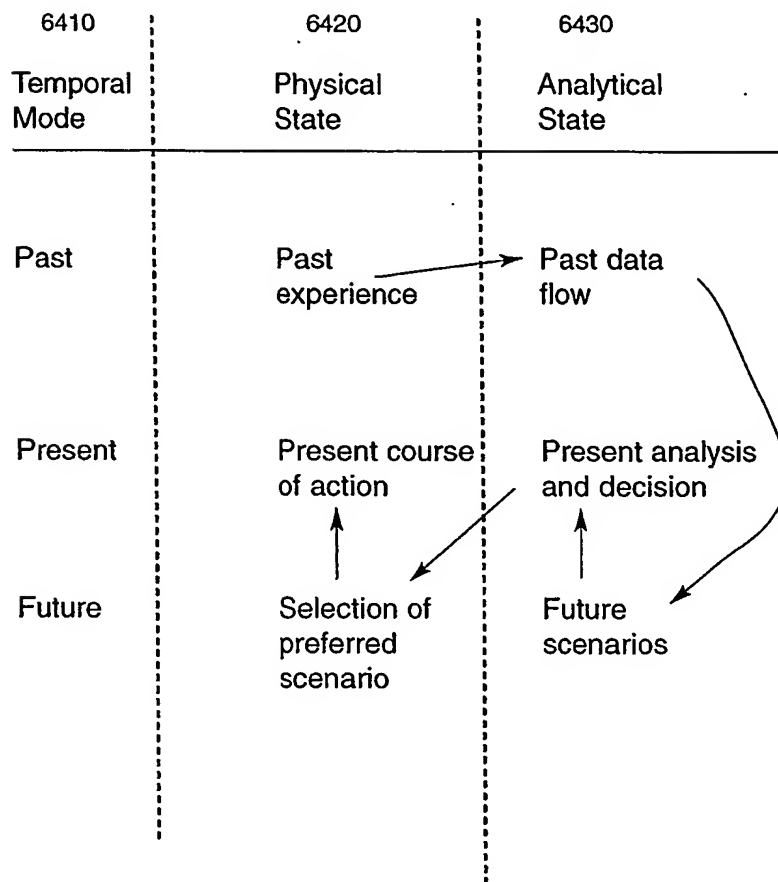 6410 6420 6430
Temporal Physical Analytical
Mode State State
Past Past Past data
experience flow
Present Present course Present analysis
of action and decision
Future Selection of Future
preferred scenarios
scenario